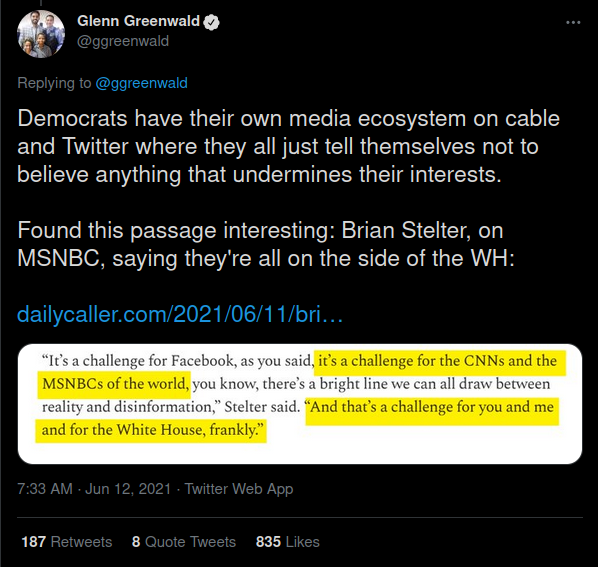 Glenn Greenwald
@ggreenwald
Replying to @ggreenwald
Democrats have their own media ecosystem on cable
and Twitter where they all just tell themselves not to
believe anything that undermines their interests.
Found this passage interesting: Brian Stelter, on
MSNBC, saying they're all on the side of the WH:
dailycaller.com/2021/06/11/bri…
“It’s a challenge for Facebook, as you said, it’s a challenge for the CNNs and the
MSNBCs of the world, you know, there’s a bright line we can all draw between
reality and disinformation,” Stelter said. “And that’s a challenge for you and me
and for the White House, frankly.”
7:33 AM · Jun 12, 2021 · Twitter Web App
187 Retweets 8 Quote Tweets 835 Likes